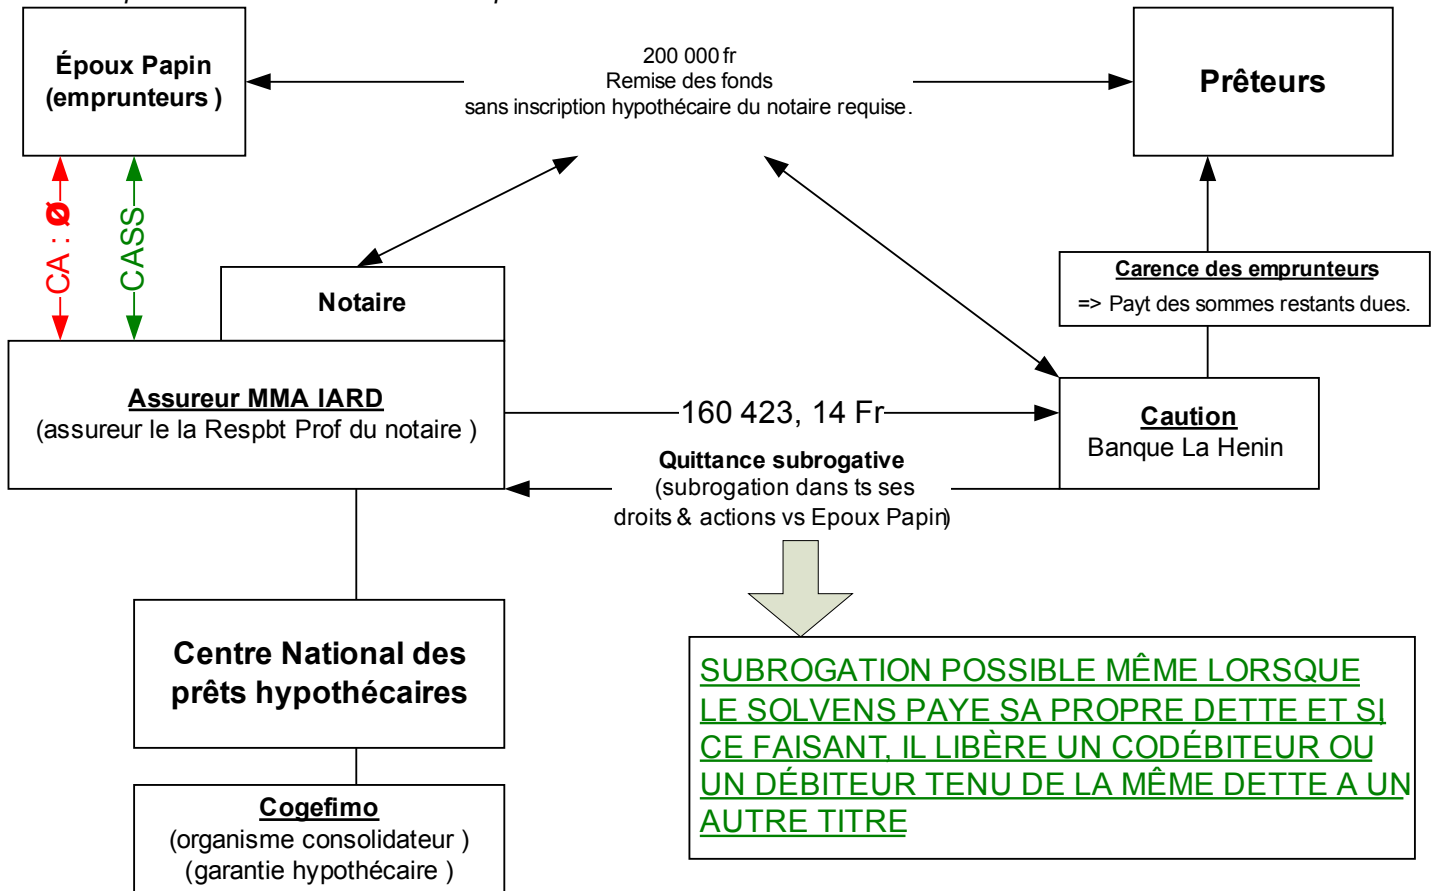 Époux Papin
(emprunteurs )
200 000 fr
Remise des fonds
sans inscription hypothécaire du notaire requise.
Prêteurs
CA : Ø
CASS
Notaire
Carence des emprunteurs
=> Payt des sommes restants dues.
Assureur MMA IARD
(assureur le la Respbt Prof du notaire )
160 423, 14 Fr
Caution
Banque La Henin
Quittance subrogative
(subrogation dans ts ses
droits & actions vs Epoux Papin)
Centre National des
prêts hypothécaires
SUBROGATION POSSIBLE MÊME LORSQUE
LE SOLVENS PAYE SA PROPRE DETTE ET SI
CE FAISANT, IL LIBÈRE UN CODÉBITEUR OU
UN DÉBITEUR TENU DE LA MÊME DETTE A UN
AUTRE TITRE
Cogefimo
(organisme consolidateur )
(garantie hypothécaire )